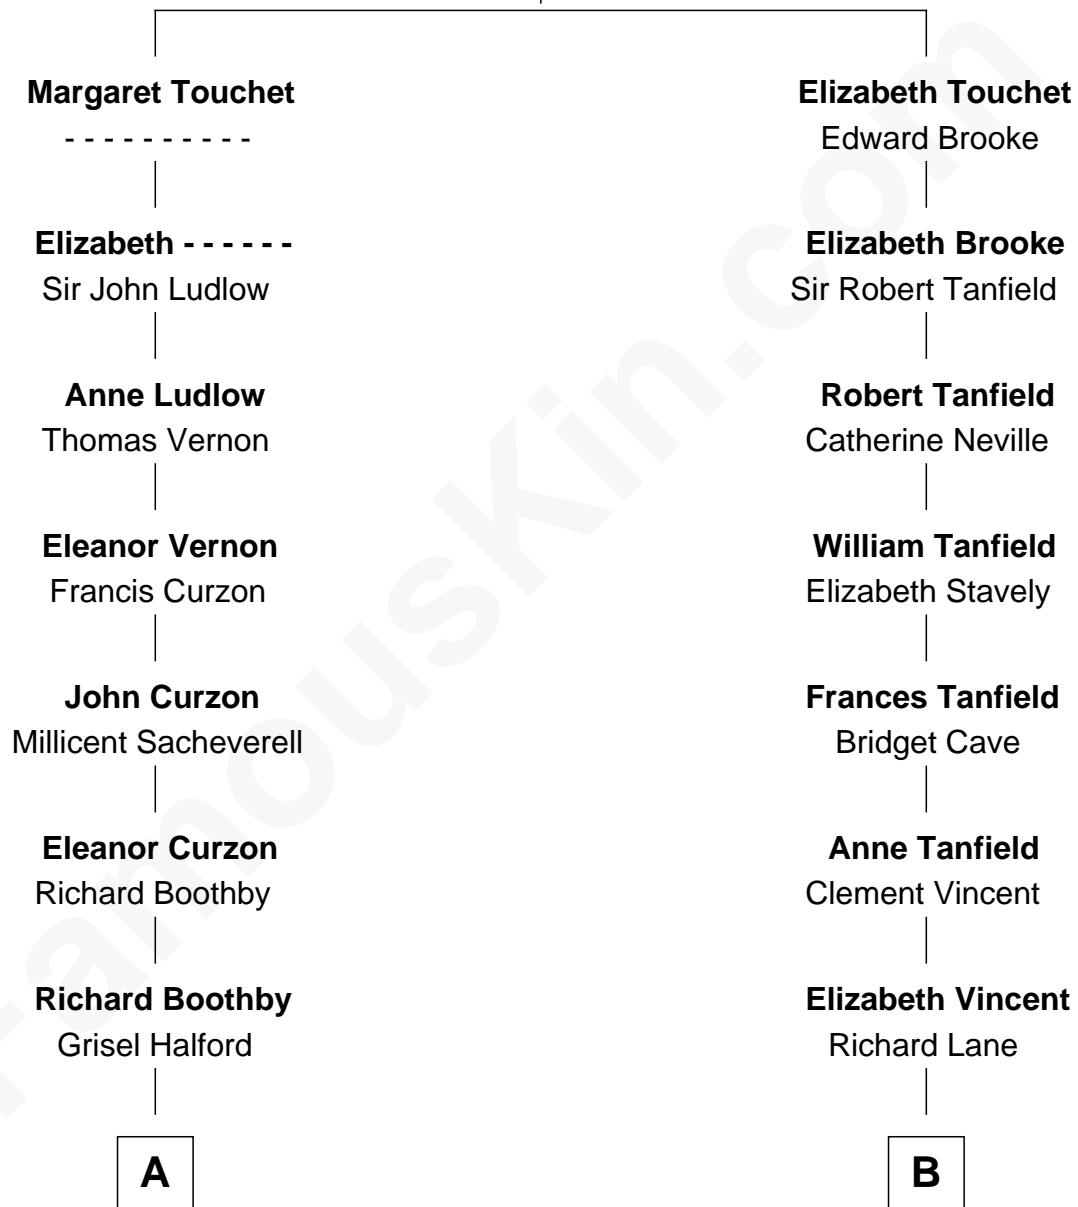 Margaret Touchet
- - - - - - - - - -
Elizabeth - - - - - -
Sir John Ludlow
Anne Ludlow
Thomas Vernon
Eleanor Vernon
Francis Curzon
John Curzon
Millicent Sacheverell
Eleanor Curzon
Richard Boothby
Richard Boothby
Grisel Halford
A
Elizabeth Touchet
Edward Brooke
Elizabeth Brooke
Sir Robert Tanfield
Robert Tanfield
Catherine Neville
William Tanfield
Elizabeth Stavely
Frances Tanfield
Bridget Cave
Anne Tanfield
Clement Vincent
Elizabeth Vincent
Richard Lane
B
FamousKin.com